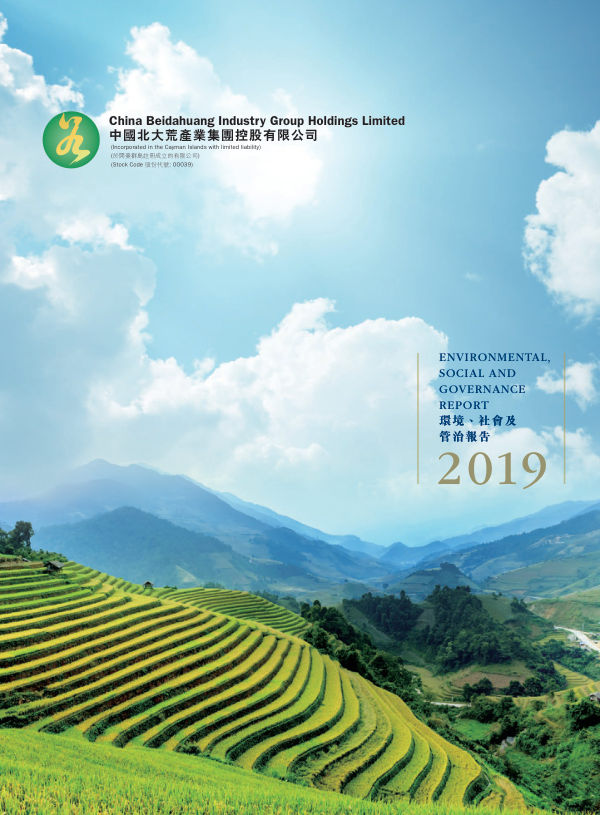 China Beidahuang Industry Group Holdings Limited
中國北大荒產業集團控股有限公司
(Incorporated in the Cayman Islands with limited liability)
(於開曼群島註冊成立的有限公司)
(Stock Code 股份代號: 00039)
ENVIRONMENTAL,
SOCIAL AND
GOVERNANCE
REPORT
環境、社會及
管治報告
2019